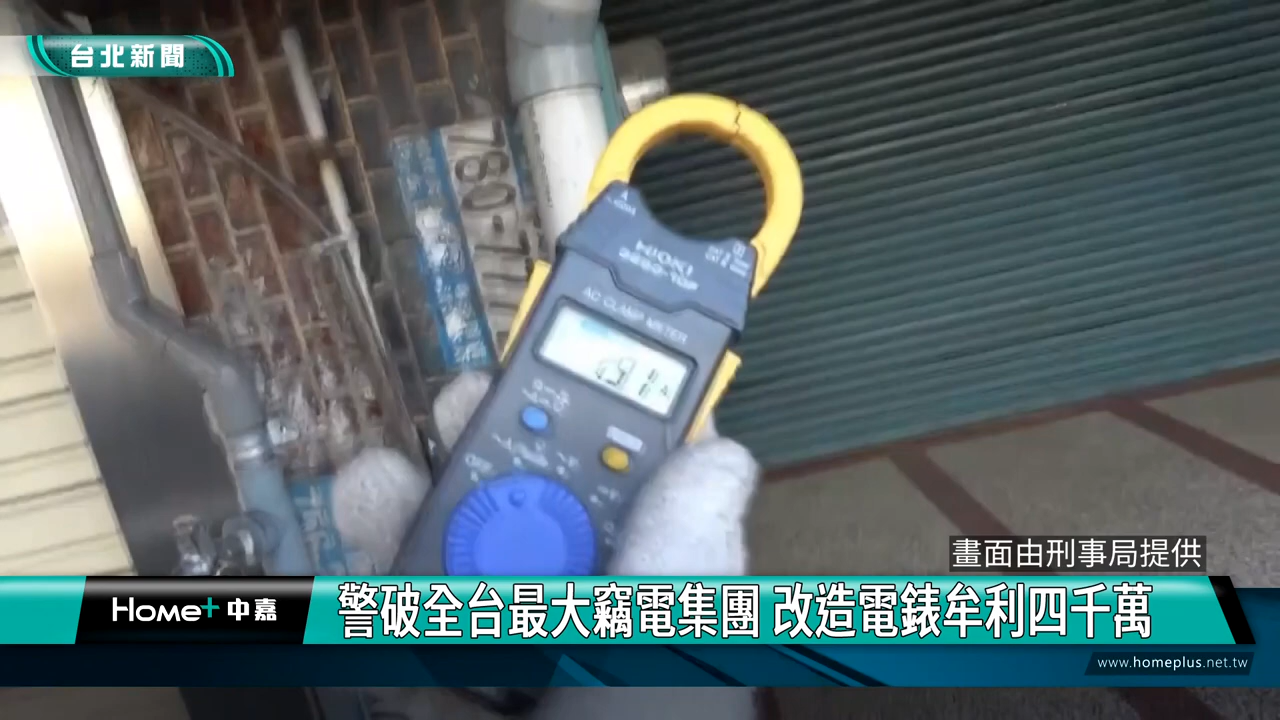 台北新聞
HIOKI
AC CLAMP METER
OFF
畫面由刑事局提供
Home+ 中嘉
警破全台最大竊電集團 改造電錶牟利四千萬
www.homeplus.net.tw